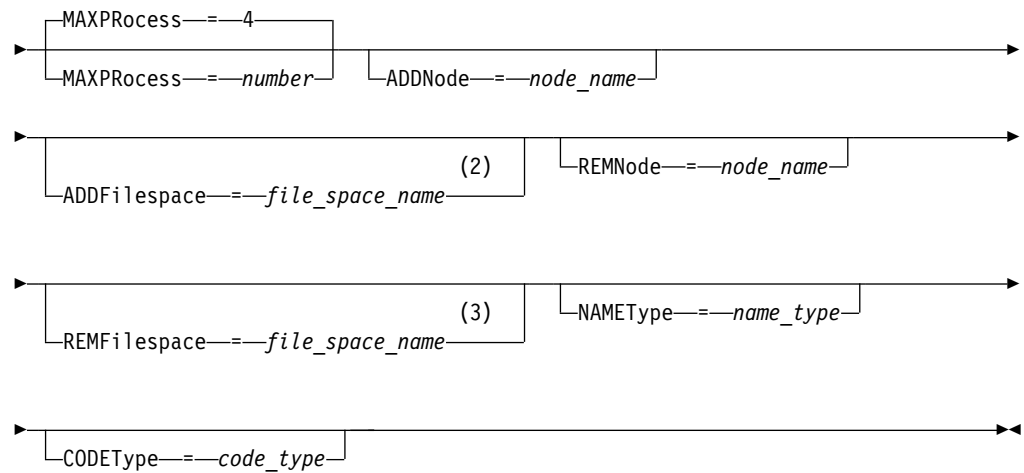 MAXPRocess = 4
MAXPRocess = number ADDNode = node_name
(2)
ADDFilespace = file_space_name REMNode = node_name
(3)
REMFilespace = file_space_name NAMEType = name_type
CODEType = code_type